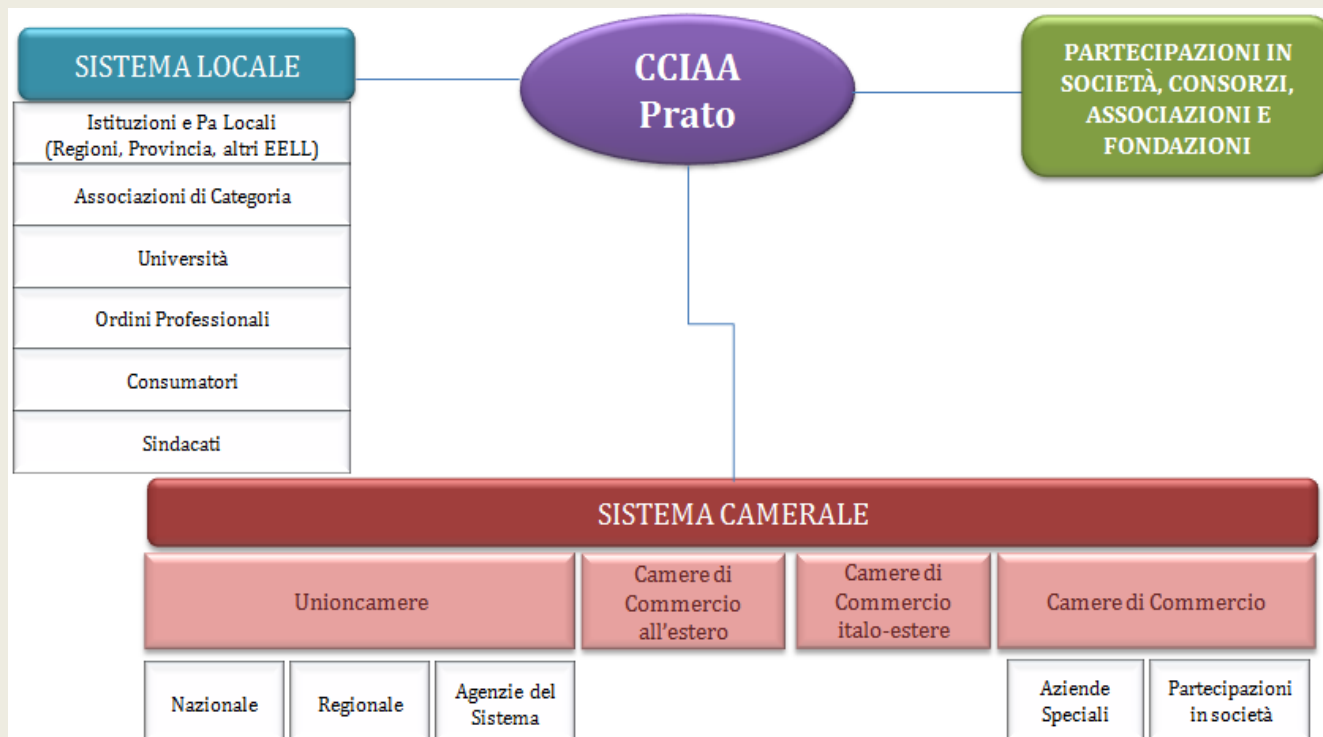 SISTEMA LOCALE
Istituzioni e Pa Locali
(Regioni, Provincia, altri EELL)
Associazioni di Categoria
Università
Ordini Professionali
Consumatori
Sindacati
CCIAA
Prato
PARTECIPAZIONI IN
SOCIETÀ, CONSORZI,
ASSOCIAZIONI E
FONDAZIONI
SISTEMA CAMERALE
Unioncamere
Camere di
Commercio
all'estero
Camere di
Commercio
italo-estere
Camere di Commercio
Nazionale
Regionale
Agenzie del
Sistema
Aziende
Speciali
Partecipazioni
in società